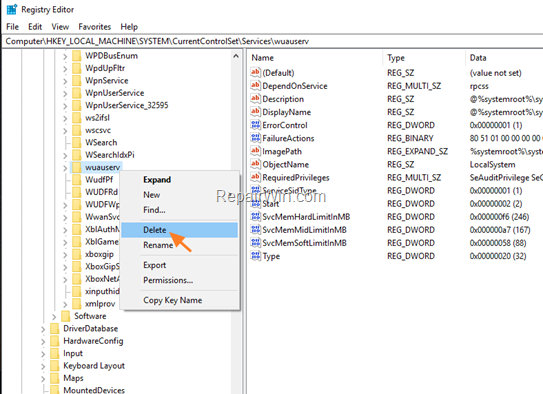 Registry Editor
File Edit View Favorites Help
Computer\HKEY_LOCAL_MACHINE\SYSTEM\CurrentControlSet\Services\wuauserv
WPDBusEnum
WpdUpFltr
WpnService
WpnUserService
WpnUserService_32595
ws2ifsl
wscsvc
WSearch
WSearchIdxPi
wuauserv
WudfPf
WUDFRd
WUDFWp
WwanSvc
XblAuthM
XblGame
xboxgip
XboxGipS
XboxNetA
xinputhid
xmlprov
Software
DriverDatabase
HardwareConfig
Input
Keyboard Layout
Maps
MountedDevices
Expand
New
Find...
Delete
Rename
Export
Permissions...
Copy Key Name
Name Type Data
(Default) REG_SZ (value not set)
DependOnService REG_MULTI_SZ rpcss
Description REG_SZ @%systemroot%\sys
DisplayName REG_SZ @%systemroot%\sys
ErrorControl REG_DWORD 0x00000001 (1)
FailureActions REG_BINARY 80 51 01 00 00 00 00
ImagePath REG_EXPAND_SZ %systemroot%\syste
ObjectName REG_SZ LocalSystem
RequiredPrivileges REG_MULTI_SZ SeAuditPrivilege SeC
ServiceSidType REG_DWORD 0x00000001 (1)
Start REG_DWORD 0x00000002 (2)
SvcMemHardLimitInMB REG_DWORD 0x000000f6 (246)
SvcMemMidLimitInMB REG_DWORD 0x000000a7 (167)
SvcMemSoftLimitInMB REG_DWORD 0x00000058 (88)
Type REG_DWORD 0x00000020 (32)
RepairWin.com